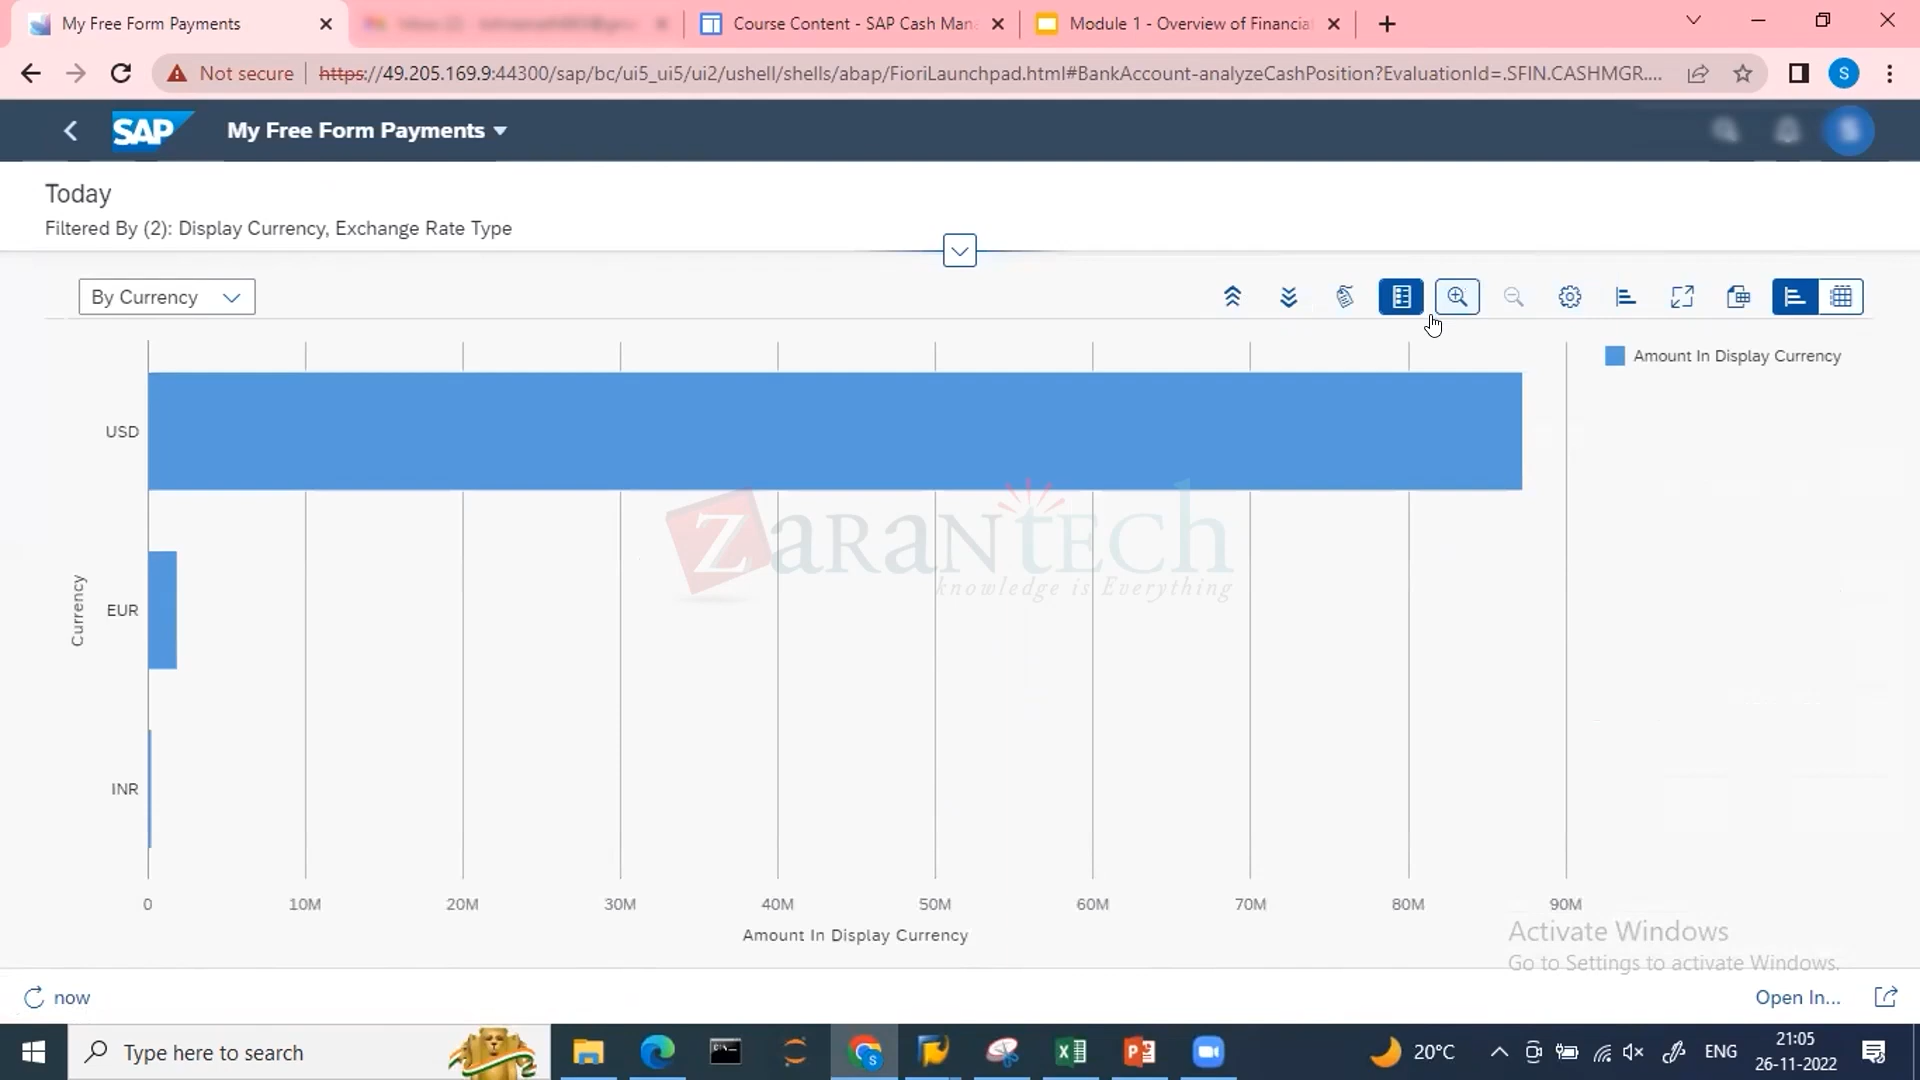 My Free Form Payments
Course Content - SAP Cash Man
Module 1 - Overview of Financia
Not secure
https://49.205.169.9:44300/sap/bc/ui5_ui5/ui2/ushell/shells/abap/FioriLaunchpad.html#BankAccount-analyzeCashPosition?EvaluationId=.SFIN.CASHMGR....
S
SAP
My Free Form Payments
Today
Filtered By (2): Display Currency, Exchange Rate Type
By Currency
Amount In Display Currency
USD
EUR
INR
Currency
ZaranTech
knowledge is Everything
0
10M
20M
30M
40M
50M
60M
70M
80M
90M
Amount In Display Currency
Activate Windows
Go to Settings to activate Windows.
now
Open In...
Type here to search
20°C
ENG
21:05
26-11-2022